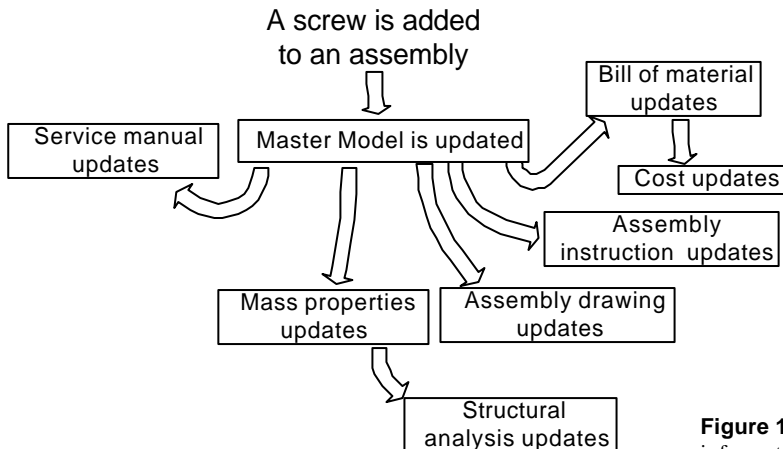 A screw is added
to an assembly
Bill of material
updates
Service manual
updates
Master Model is updated
Cost updates
Assembly
instruction updates
Mass properties
updates
Assembly drawing
updates
Structural
analysis updates
Figure 1